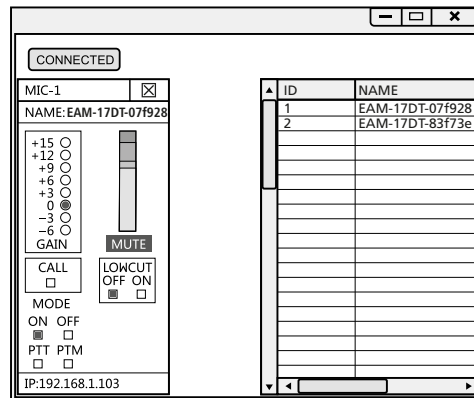 CONNECTED
MIC-1
NAME:EAM-17DT-07f928
+15
+12
+9
+6
+3
0
−3
−6
GAIN
MUTE
CALL
LOWCUT
OFF ON
MODE
ON OFF
PTT PTM
IP:192.168.1.103
ID NAME
1 EAM-17DT-07f928
2 EAM-17DT-83f73e